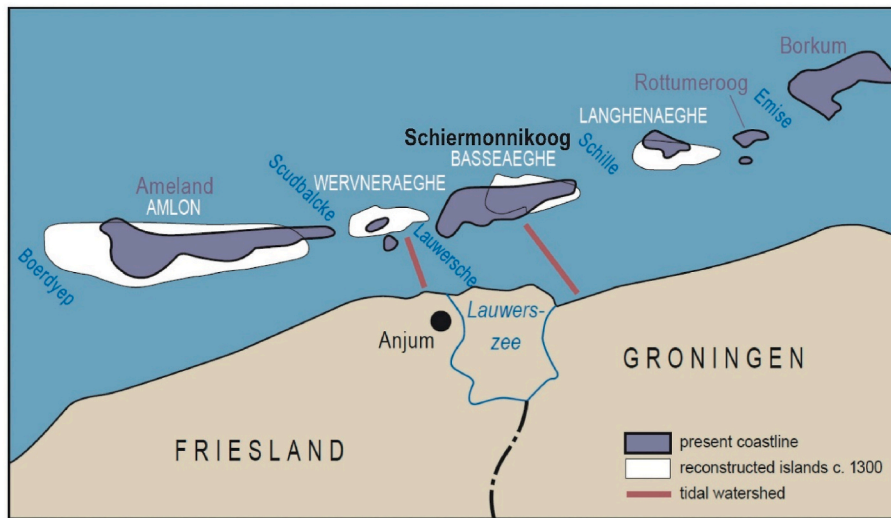 Borkum
Rottumeroog
Emise
LANGHENAEGHE
Schille
Schiermonnikoog
BASSEAEGHE
WERVNERAEGHE
Scudbalcke
Ameland
AMLON
Boerdyep
Lauwersche
Lauwers-
zee
Anjum
GRONINGEN
FRIESLAND
present coastline
reconstructed islands c. 1300
tidal watershed